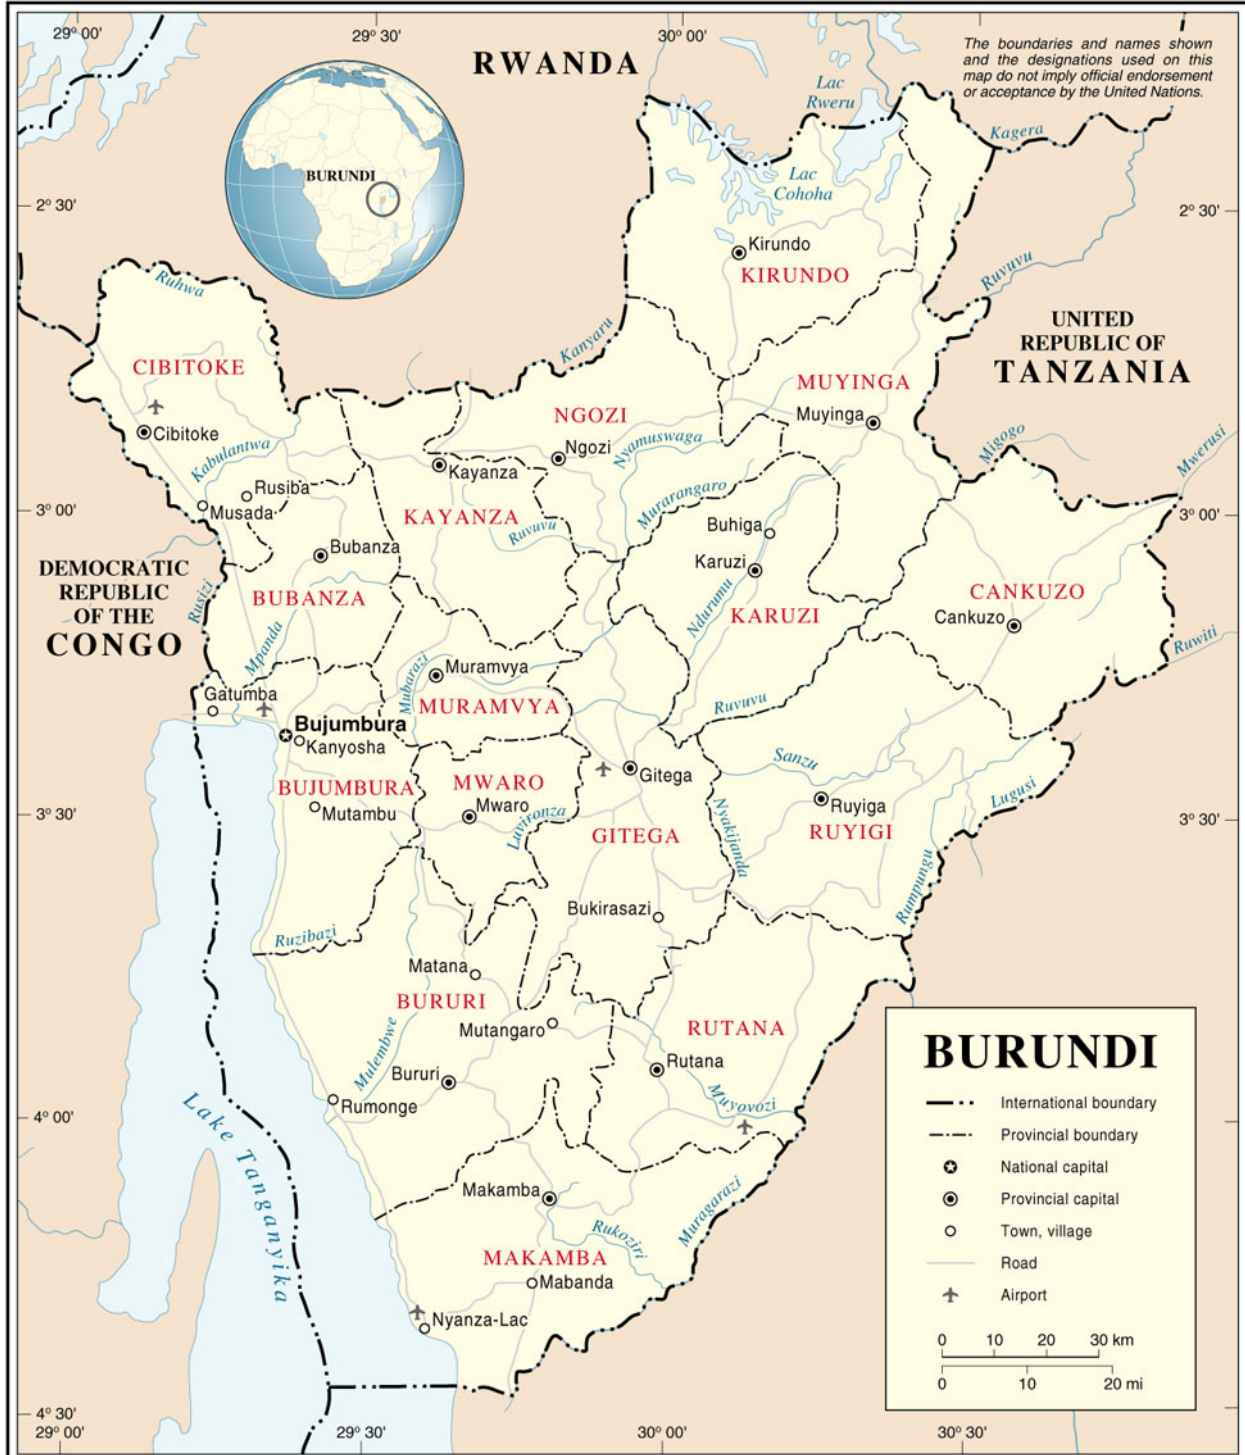 29° 00'
29° 30'
30° 00'
RWANDA
The boundaries and names shown
and the designations used on this
map do not imply official endorsement
or acceptance by the United Nations.
Lac
Rweru
Kagera
BURUNDI
Lac
Cohoha
2° 30'
2° 30'
Kirundo
KIRUNDO
Ruvuvu
Ruhwa
Kanyaru
UNITED
REPUBLIC OF
TANZANIA
CIBITOKE
MUYINGA
NGOZI
Muyinga
Cibitoke
Kabulantwa
Ngozi
Nyamuswaga
Migogo
Mwerusi
Kayanza
Rusiba
Musada
Murarangaro
3° 00'
3° 00'
KAYANZA
Ruvuvu
Buhiga
Bubanza
Karuzi
DEMOCRATIC
REPUBLIC
OF THE
CONGO
Rusizi
BUBANZA
Ndurumu
KARUZI
CANKUZO
Cankuzo
Ruwiti
Mpanda
Mubarazi
Muramvya
Gatumba
MURAMVYA
Ruvuvu
Bujumbura
Kanyosha
Sanzu
Gitega
BUJUMBURA
MWARO
Mutambu
Mwaro
Luvironza
Nyakijanda
Ruyiga
RUYIGI
Lugusi
3° 30'
3° 30'
GITEGA
Rumpungu
Bukirasazi
Ruzibazi
Matana
BURURI
Mutangaro
RUTANA
Mulembwe
Bururi
Rutana
Muyovozi
Rumonge
4° 00'
Lake Tanganyika
Makamba
Rukoziri
Muragarazi
MAKAMBA
Mabanda
Nyanza-Lac
4° 30'
29° 00'
29° 30'
30° 00'
30° 30'
BURUNDI
International boundary
Provincial boundary
National capital
Provincial capital
Town, village
Road
Airport
0 10 20 30 km
0 10 20 mi